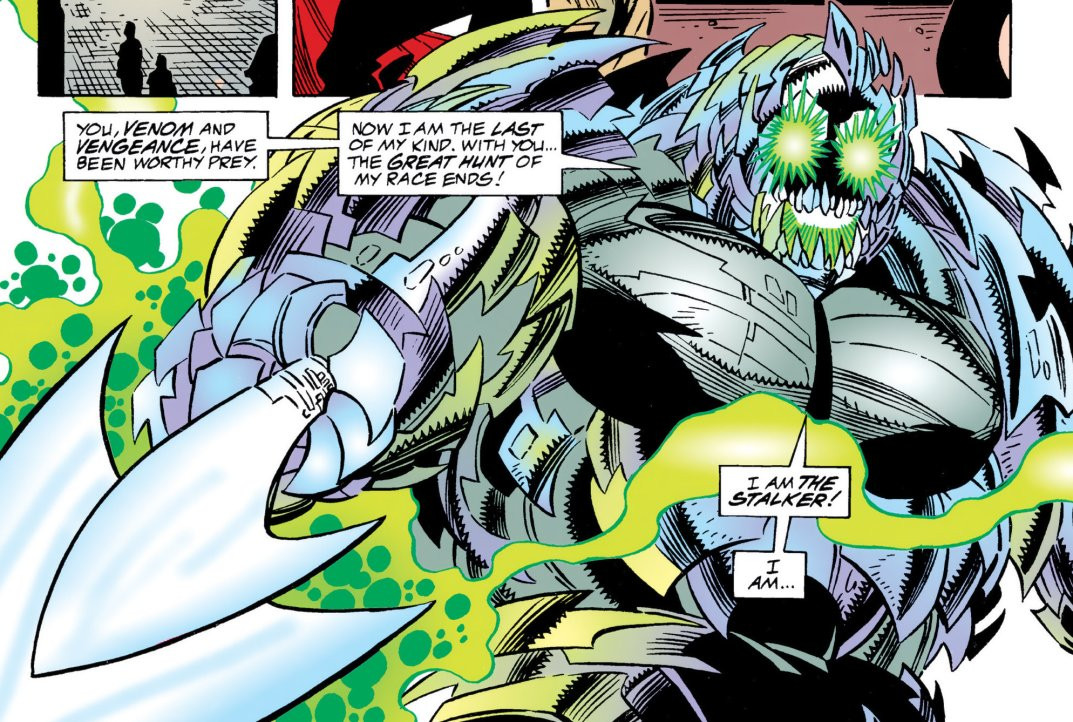 YOU, VENOM AND
VENGEANCE, HAVE
BEEN WORTHY PREY.
NOW I AM THE LAST
OF MY KIND. WITH YOU...
THE GREAT HUNT OF
MY RACE ENDS!
I AM THE
STALKER!
I
AM...